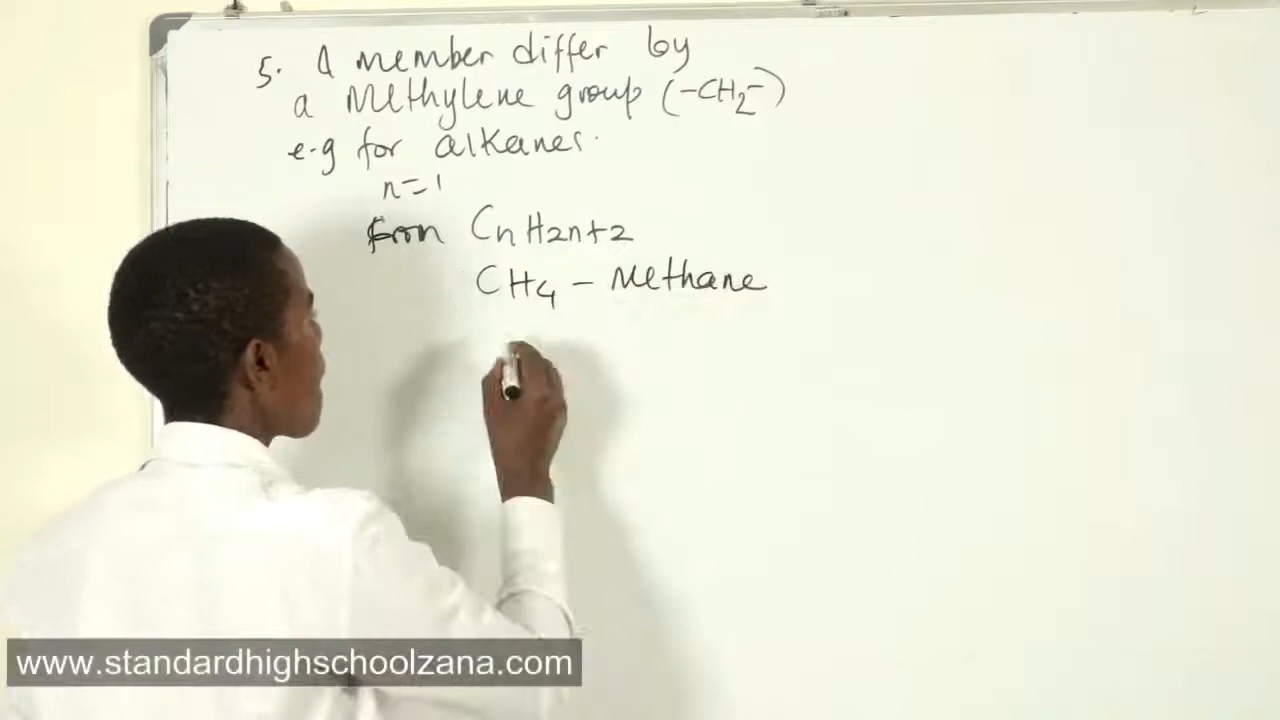 5. A member differ by
a Methylene group (-CH2-)
e.g for alkanes.
n=1
from CnH2n+2
CH4 - Methane
www.standardhighschoolzana.com